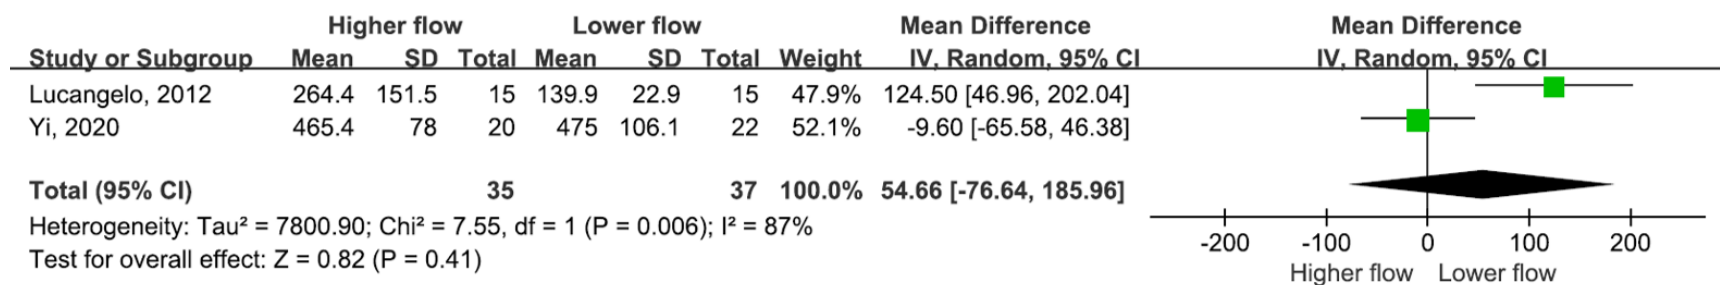 Higher flow Lower flow Mean Difference Mean Difference
Study or Subgroup Mean SD Total Mean SD Total Weight IV, Random, 95% CI IV, Random, 95% CI
Lucangelo, 2012 264.4 151.5 15 139.9 22.9 15 47.9% 124.50 [46.96, 202.04]
Yi, 2020 465.4 78 20 475 106.1 22 52.1% -9.60 [-65.58, 46.38]
Total (95% CI) 35 37 100.0% 54.66 [-76.64, 185.96]
Heterogeneity: Tau² = 7800.90; Chi² = 7.55, df = 1 (P = 0.006); I² = 87%
Test for overall effect: Z = 0.82 (P = 0.41)
-200 -100 0 100 200
Higher flow Lower flow